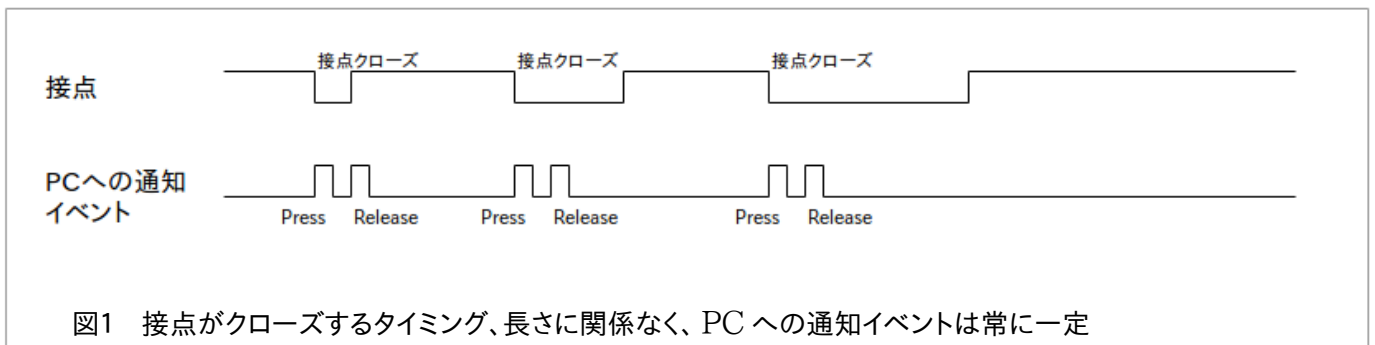 接点クローズ 接点クローズ 接点クローズ
接点
PCへの通知
イベント
Press Release Press Release Press Release
図1 接点がクローズするタイミング、長さに関係なく、PC への通知イベントは常に一定